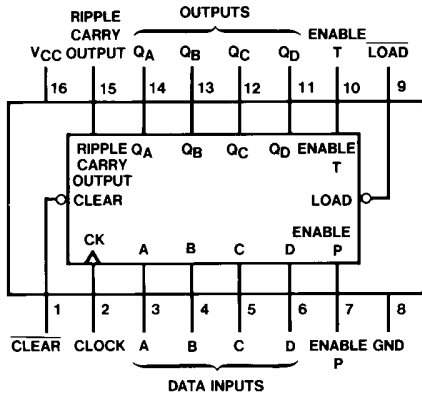 OUTPUTS
RIPPLE
CARRY
OUTPUT
VCC QA QB QC QD ENABLE T LOAD
16 15 14 13 12 11 10 9
RIPPLE
CARRY
OUTPUT
QA QB QC QD ENABLE
T
CLEAR LOAD
CK ENABLE
A B C D P
1 2 3 4 5 6 7 8
CLEAR CLOCK A B C D ENABLE GND
P
DATA INPUTS